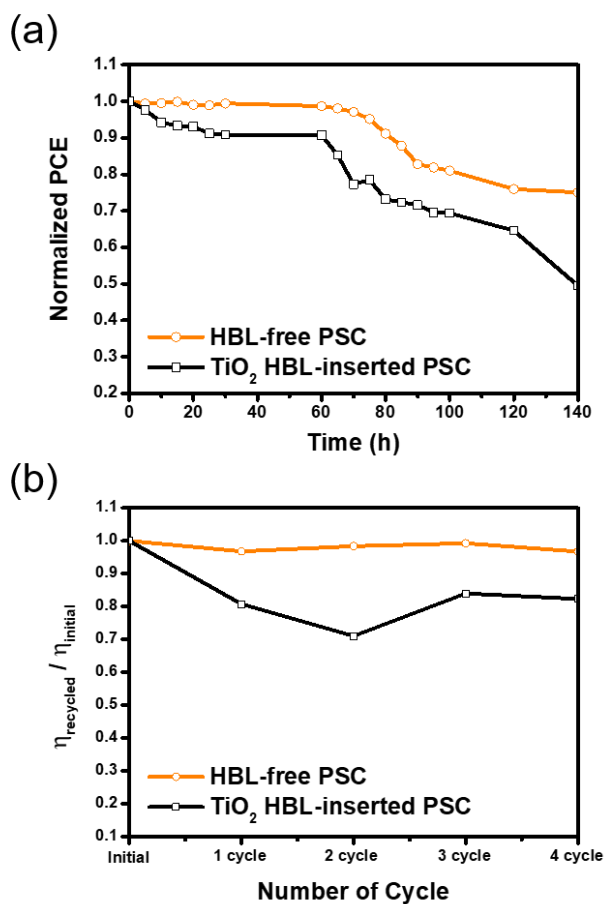 (a)
1.1
1.0
0.9
0.8
0.7
0.6
0.5
0.4
0.3
0.2
Normalized PCE
HBL-free PSC
TiO₂ HBL-inserted PSC
0 20 40 60 80 100 120 140
Time (h)
(b)
1.1
1.0
0.9
0.8
0.7
0.6
0.5
0.4
0.3
0.2
0.1
ηrecycled / ηinitial
HBL-free PSC
TiO₂ HBL-inserted PSC
Initial 1 cycle 2 cycle 3 cycle 4 cycle
Number of Cycle